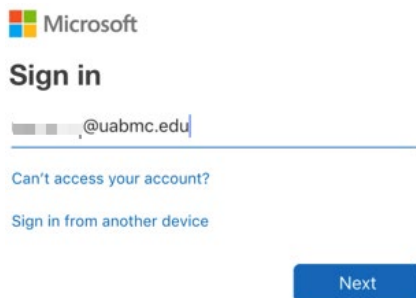 Microsoft
Sign in
@uabmc.edu
Can't access your account?
Sign in from another device
Next